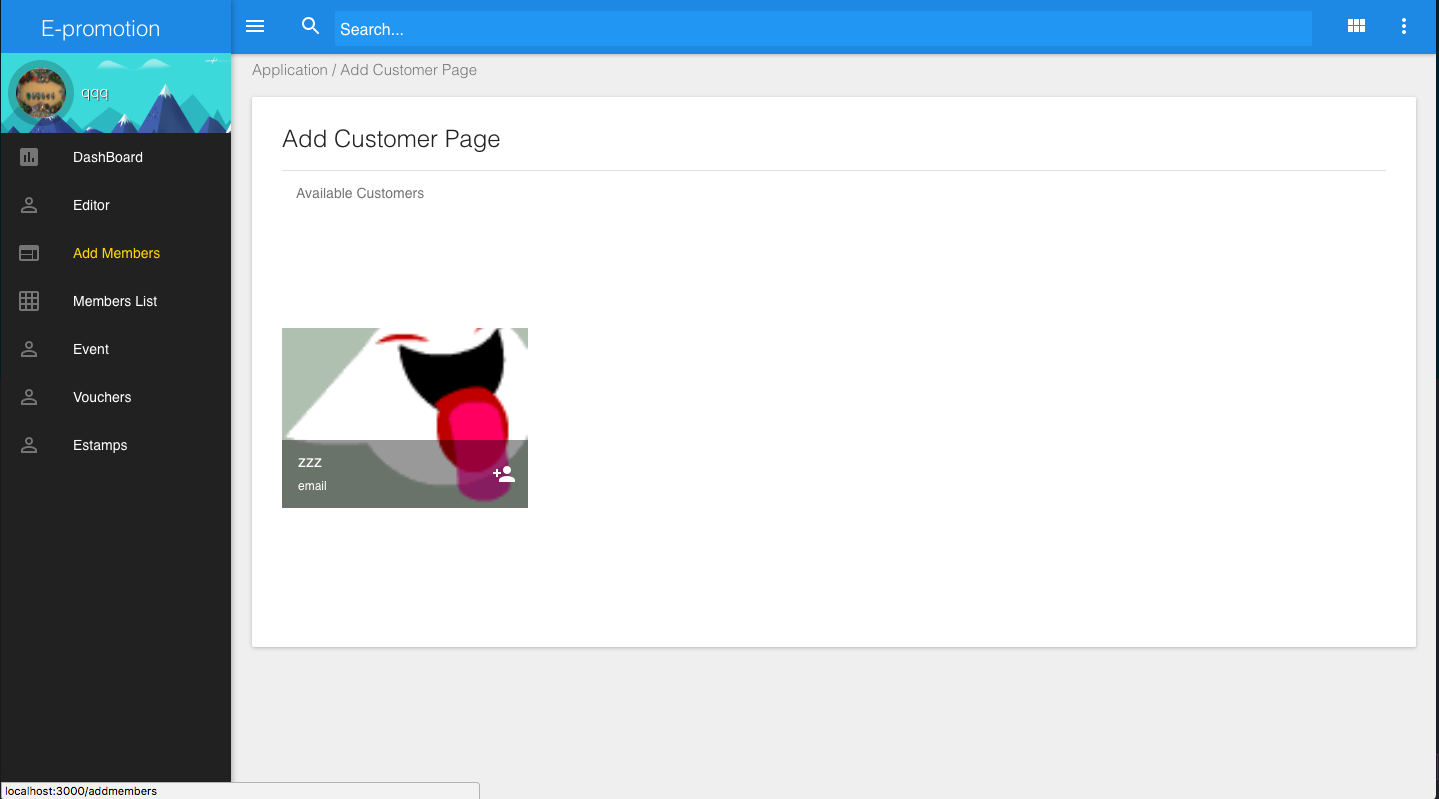 E-promotion
Search...
Application / Add Customer Page
qqq
Add Customer Page
DashBoard
Available Customers
Editor
Add Members
Members List
Event
Vouchers
Estamps
zzz
email
localhost:3000/addmembers